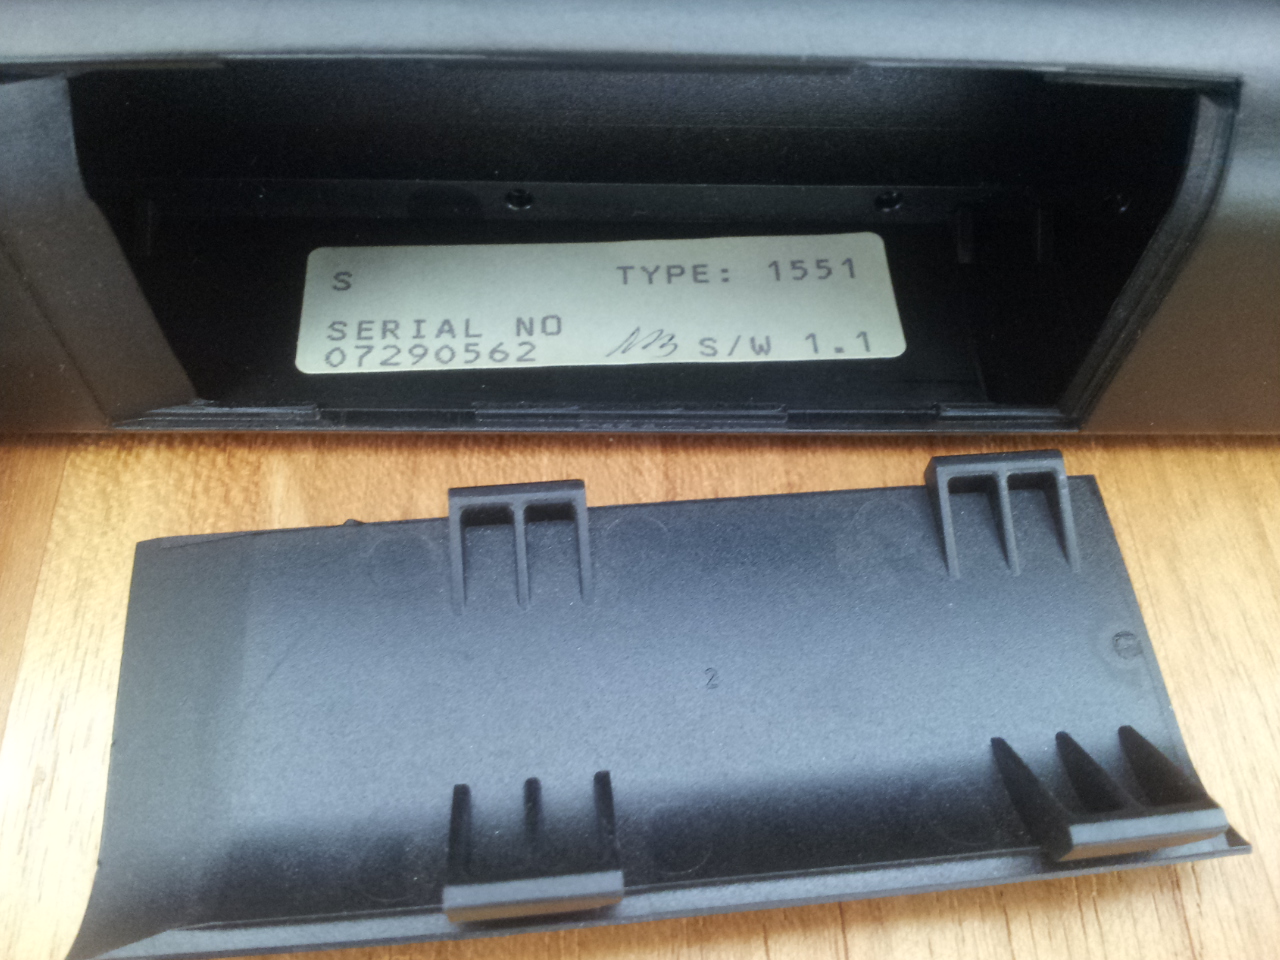 S TYPE: 1551
SERIAL NO
07290562 S/W 1.1
2